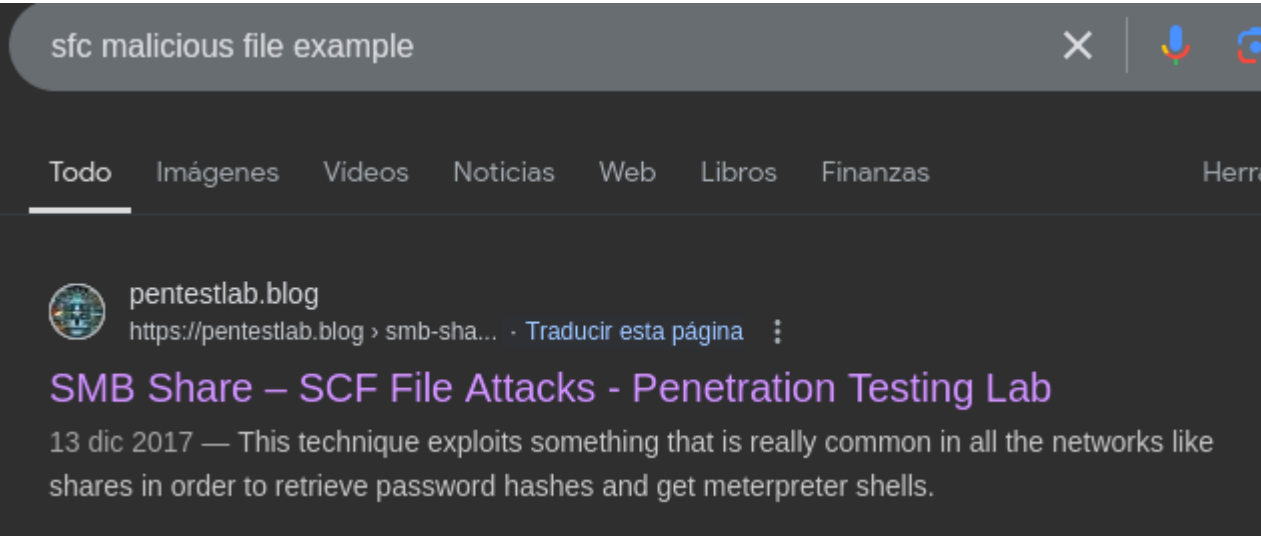 sfc malicious file example
Todo Imágenes Videos Noticias Web Libros Finanzas Herra
pentestlab.blog
https://pentestlab.blog › smb-sha... · Traducir esta página
SMB Share – SCF File Attacks - Penetration Testing Lab
13 dic 2017 — This technique exploits something that is really common in all the networks like
shares in order to retrieve password hashes and get meterpreter shells.